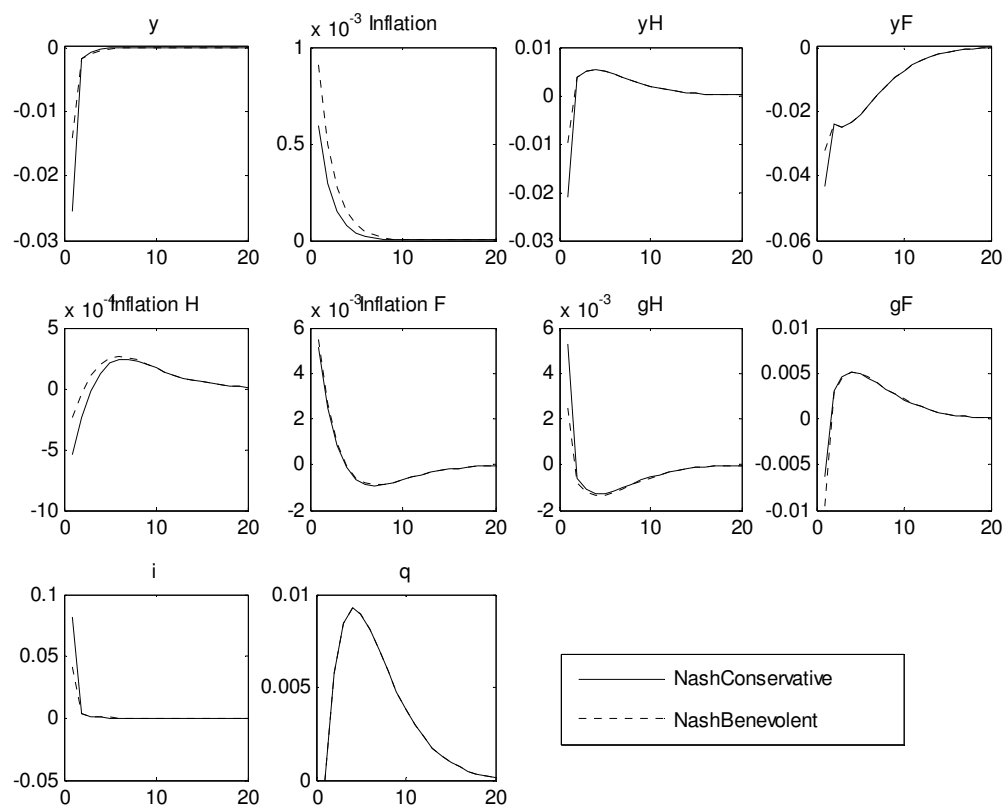 y
0
-0.01
-0.02
-0.03
0 10 20
x 10-3 Inflation
1
0.5
0
0 10 20
yH
0.01
0
-0.01
-0.02
-0.03
0 10 20
yF
0
-0.02
-0.04
-0.06
0 10 20
x 10-4 Inflation H
5
0
-5
-10
0 10 20
x 10-3 Inflation F
6
4
2
0
-2
0 10 20
x 10-3 gH
6
4
2
0
-2
0 10 20
gF
0.01
0.005
0
-0.005
-0.01
0 10 20
i
0.1
0.05
0
-0.05
0 10 20
q
0.01
0.005
0
0 10 20
NashConservative
NashBenevolent